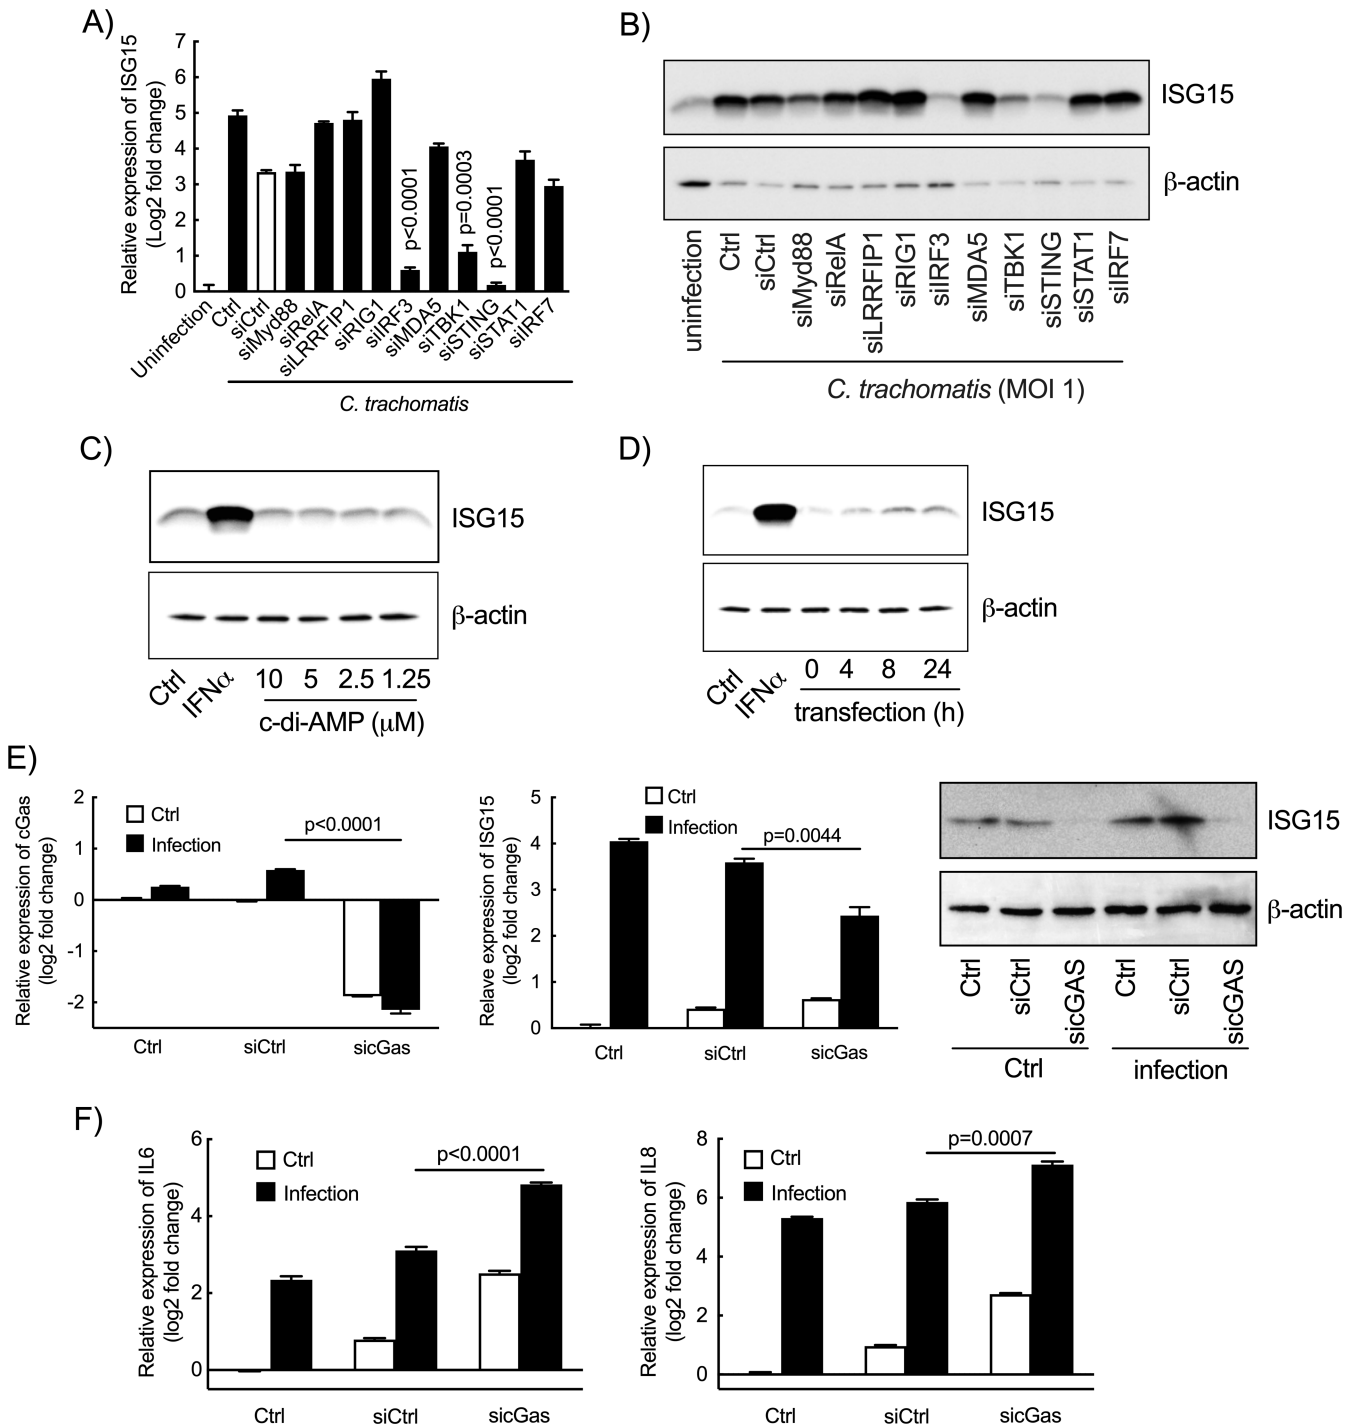 A)
Relative expression of ISG15
(Log2 fold change)
7
6
5
4
3
2
1
0
p<0.0001
p=0.0003
p<0.0001
Uninfection
Ctrl
siCtrl
siMyd88
siRelA
siLRRFIP1
siRIG1
siIRF3
siMDA5
siTBK1
siSTING
siSTAT1
siIRF7
C. trachomatis
B)
ISG15
β-actin
uninfection
Ctrl
siCtrl
siMyd88
siRelA
siLRRFIP1
siRIG1
siIRF3
siMDA5
siTBK1
siSTING
siSTAT1
siIRF7
C. trachomatis (MOI 1)
C)
ISG15
β-actin
Ctrl
IFNα
10 5 2.5 1.25
c-di-AMP (μM)
D)
ISG15
β-actin
Ctrl
IFNα
0 4 8 24
transfection (h)
E)
Relative expression of cGas
(log2 fold change)
2
1
0
-1
-2
Ctrl
Infection
p<0.0001
Ctrl siCtrl sicGas
Relave expression of ISG15
(log2 fold change)
5
4
3
2
1
0
Ctrl
Infection
p=0.0044
Ctrl siCtrl sicGas
ISG15
β-actin
Ctrl
siCtrl
sicGAS
Ctrl
siCtrl
sicGAS
Ctrl infection
F)
Relative expression of IL6
(log2 fold change)
6
4
2
0
Ctrl
Infection
p<0.0001
Ctrl siCtrl sicGas
Relative expression of IL8
(log2 fold change)
8
6
4
2
0
Ctrl
Infection
p=0.0007
Ctrl siCtrl sicGas